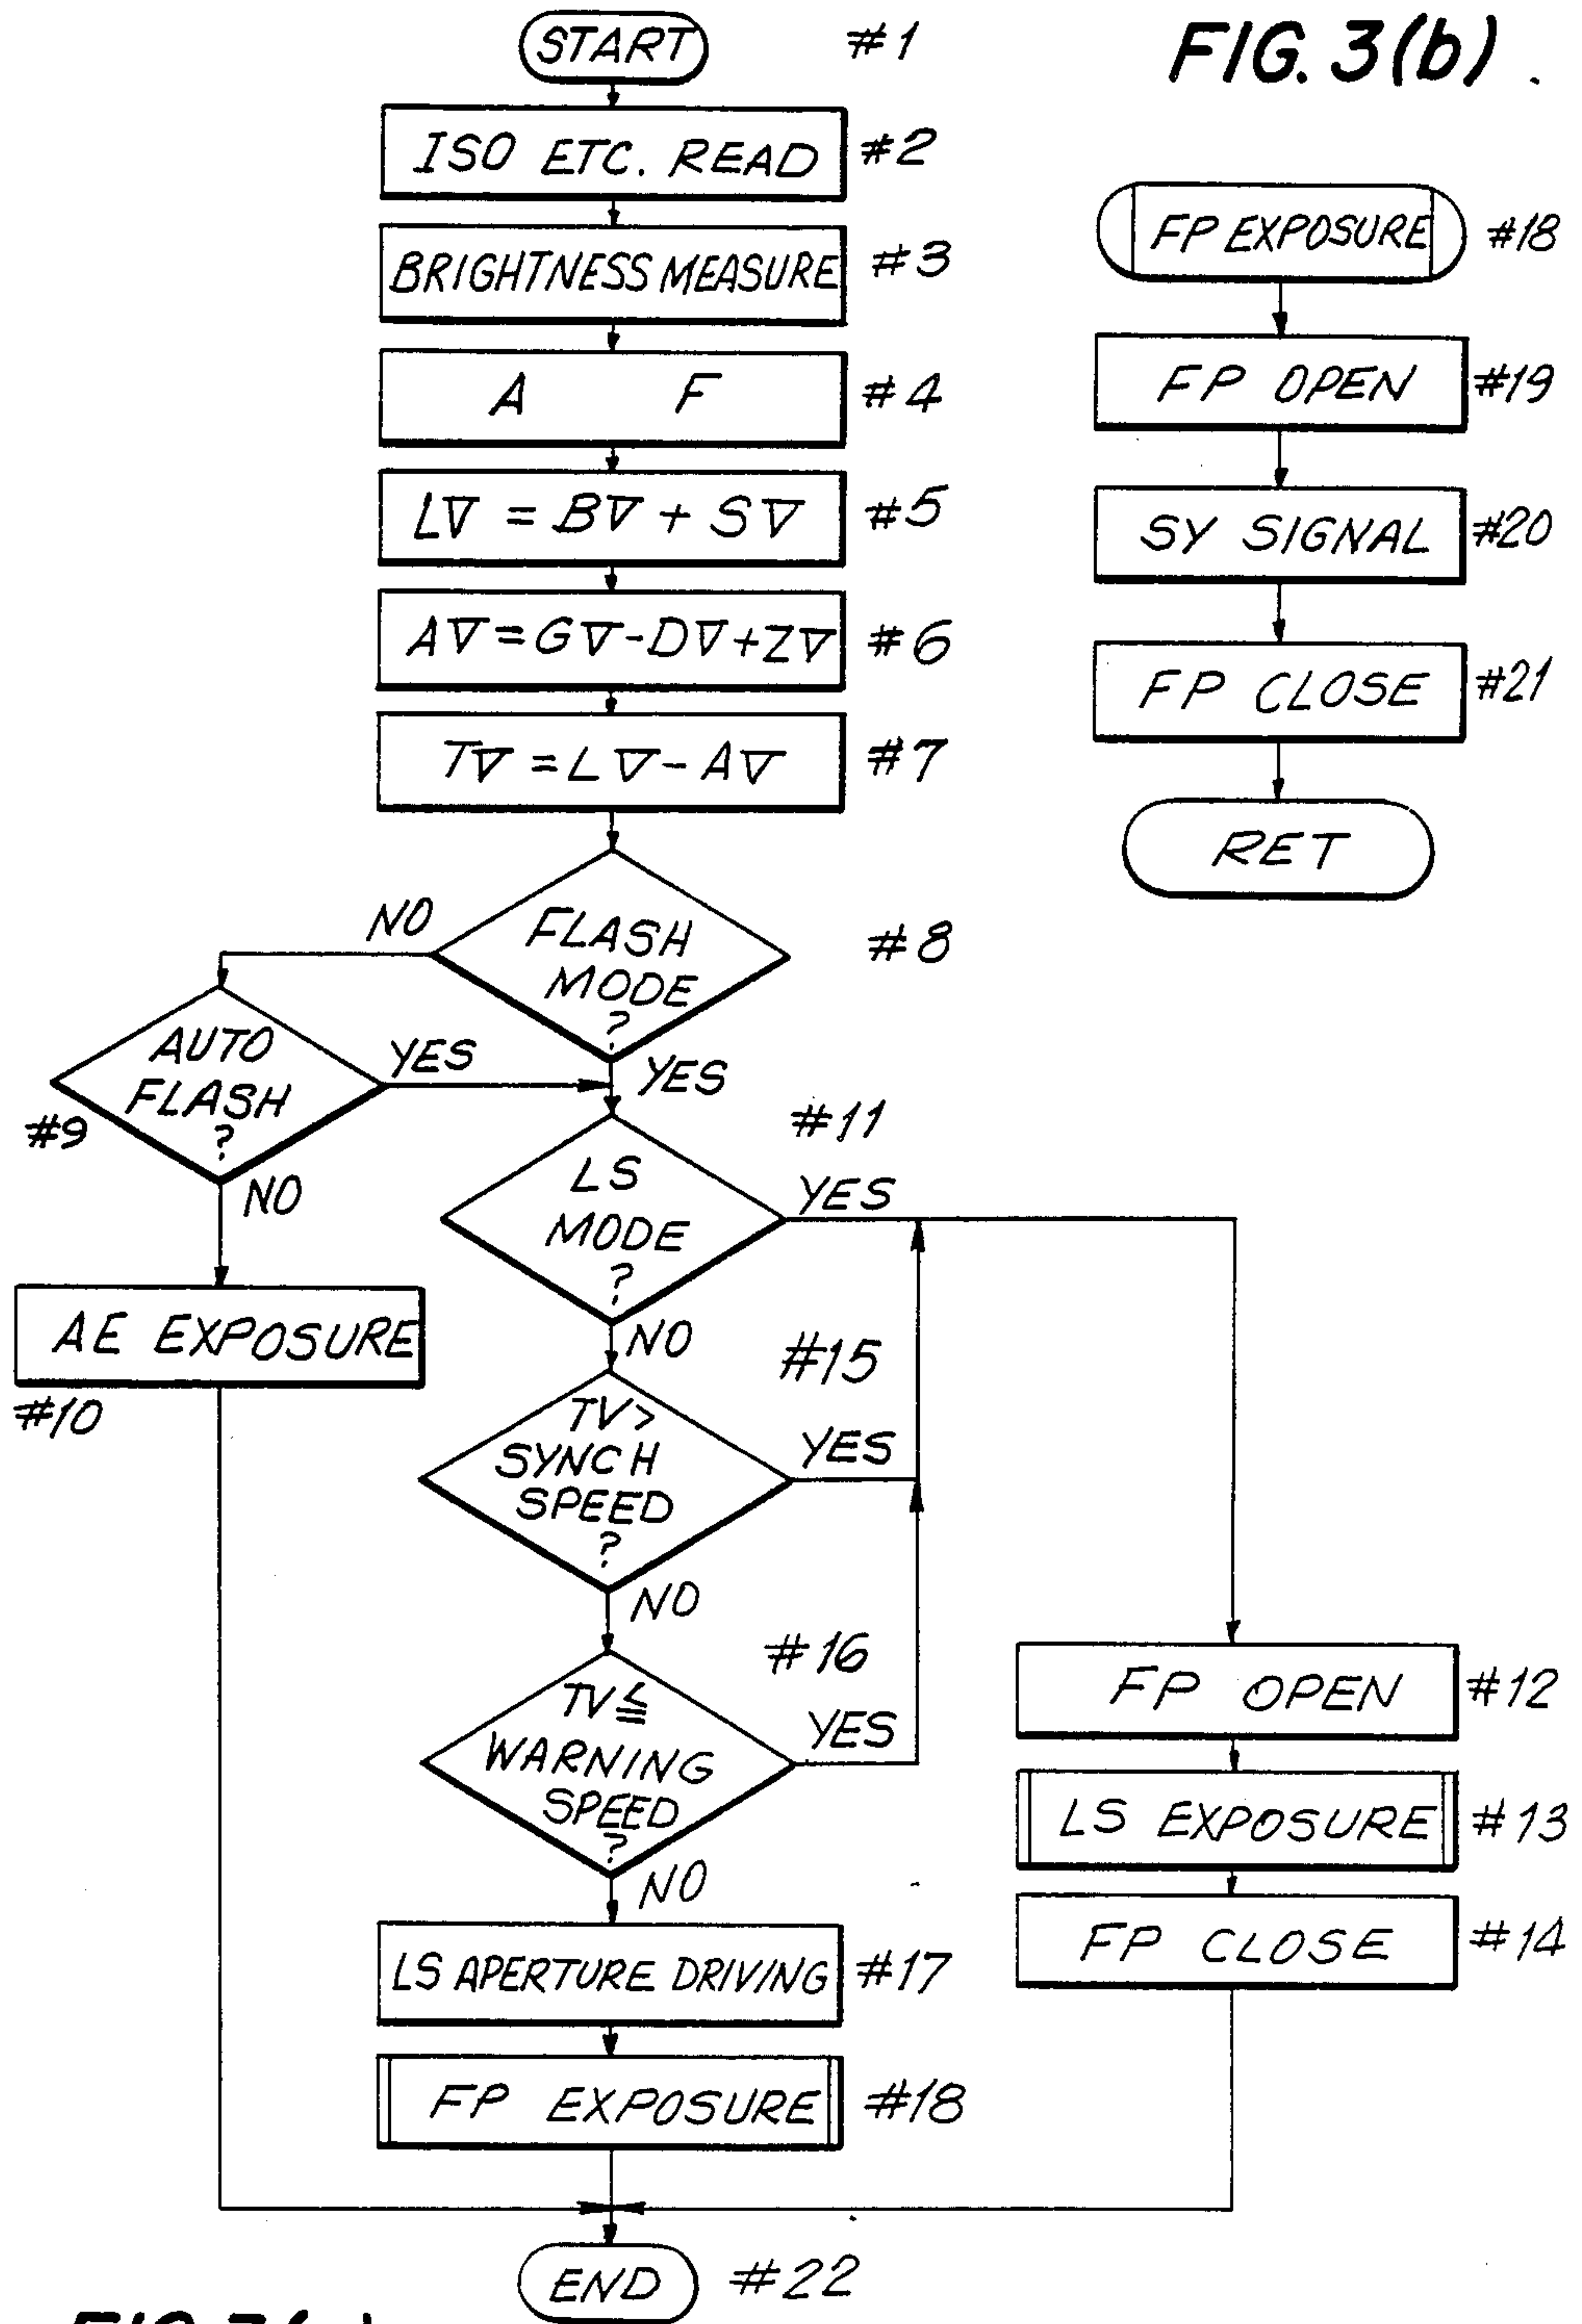 START #1
FIG. 3(b)
ISO ETC. READ #2
BRIGHTNESS MEASURE #3
A F #4
LV = BV + SV #5
AV = GV - DV + ZV #6
TV = LV - AV #7
FLASH
MODE
?
#8
NO
YES
AUTO
FLASH
?
#9
YES
NO
AE EXPOSURE
#10
LS
MODE
?
#11
YES
NO
TV >
SYNCH
SPEED
?
#15
YES
NO
TV ≦
WARNING
SPEED
?
#16
YES
NO
LS APERTURE DRIVING #17
FP EXPOSURE #18
FP OPEN #12
LS EXPOSURE #13
FP CLOSE #14
END #22
FP EXPOSURE #18
FP OPEN #19
SY SIGNAL #20
FP CLOSE #21
RET